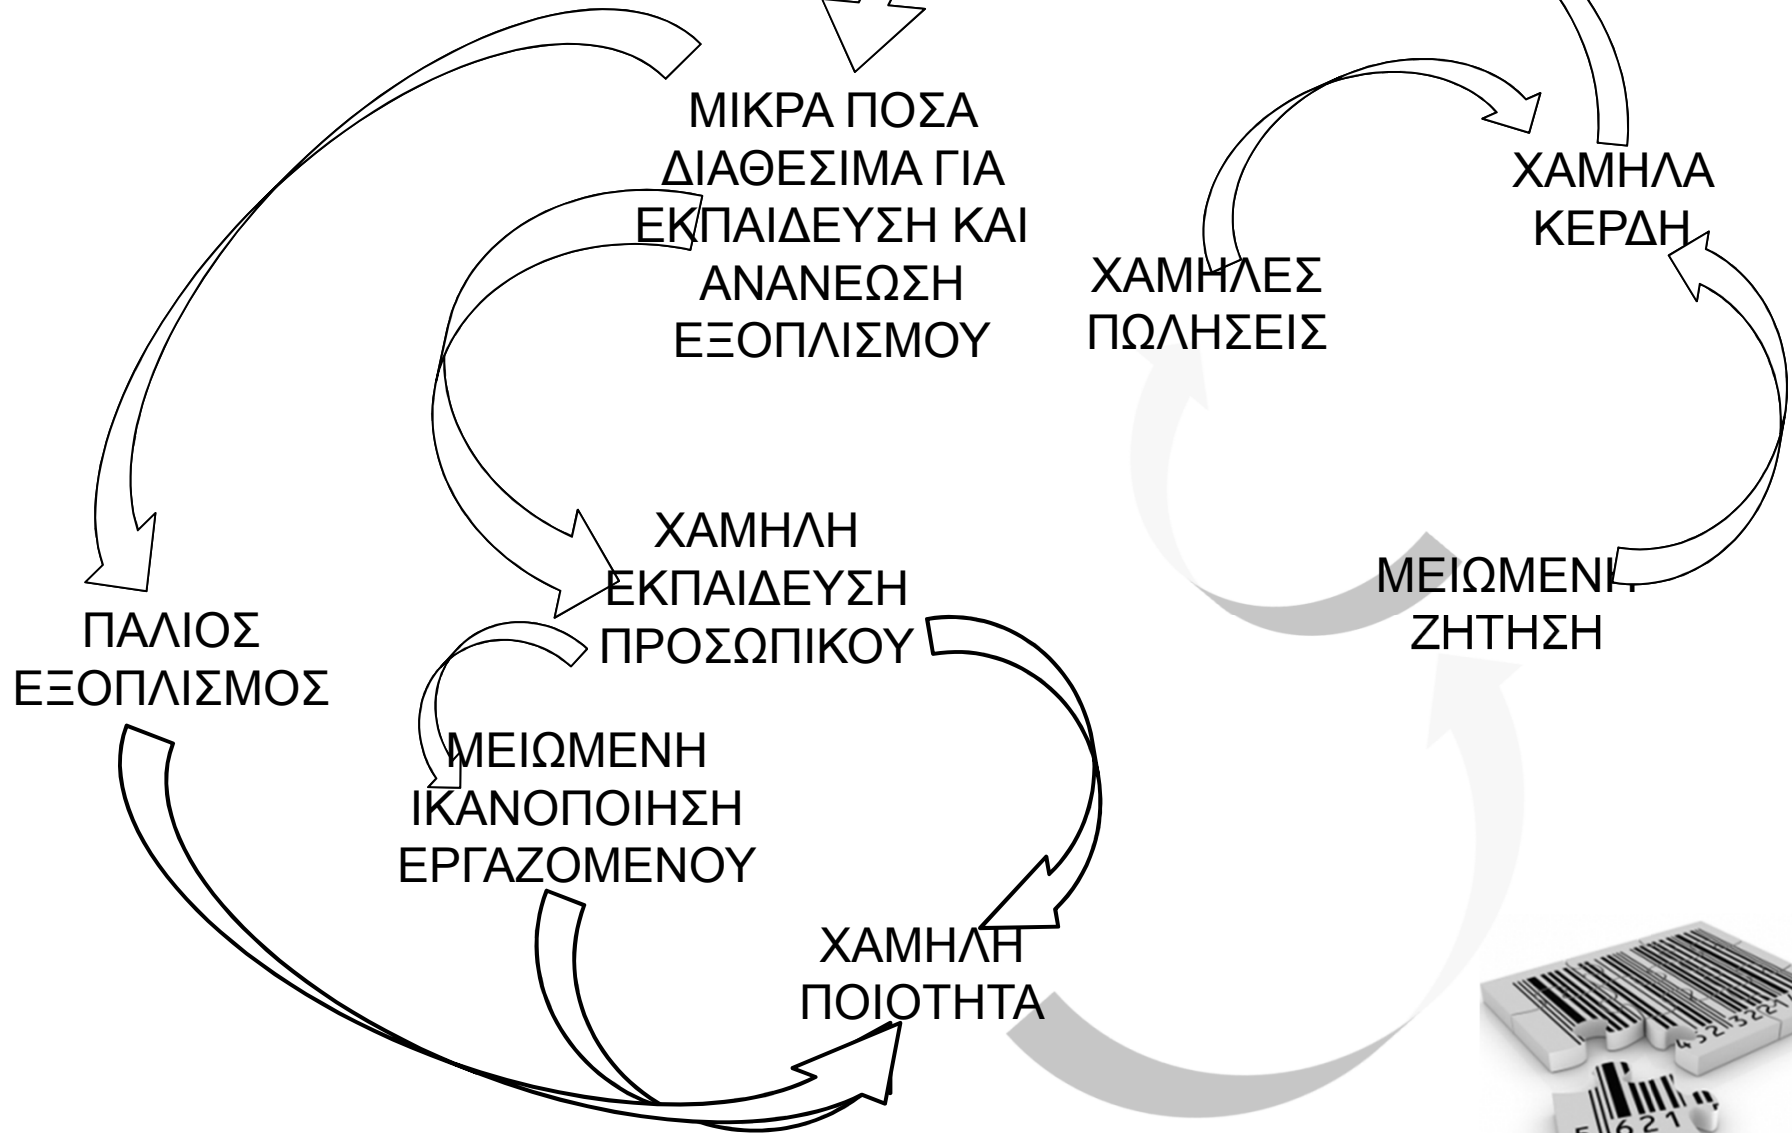 ΜΙΚΡΑ ΠΟΣΑ
ΔΙΑΘΕΣΙΜΑ ΓΙΑ
ΕΚΠΑΙΔΕΥΣΗ ΚΑΙ
ΑΝΑΝΕΩΣΗ
ΕΞΟΠΛΙΣΜΟΥ
ΧΑΜΗΛΑ
ΚΕΡΔΗ
ΧΑΜΗΛΕΣ
ΠΩΛΗΣΕΙΣ
ΧΑΜΗΛΗ
ΕΚΠΑΙΔΕΥΣΗ
ΠΡΟΣΩΠΙΚΟΥ
ΜΕΙΩΜΕΝΗ
ΖΗΤΗΣΗ
ΠΑΛΙΟΣ
ΕΞΟΠΛΙΣΜΟΣ
ΜΕΙΩΜΕΝΗ
ΙΚΑΝΟΠΟΙΗΣΗ
ΕΡΓΑΖΟΜΕΝΟΥ
ΧΑΜΗΛΗ
ΠΟΙΟΤΗΤΑ